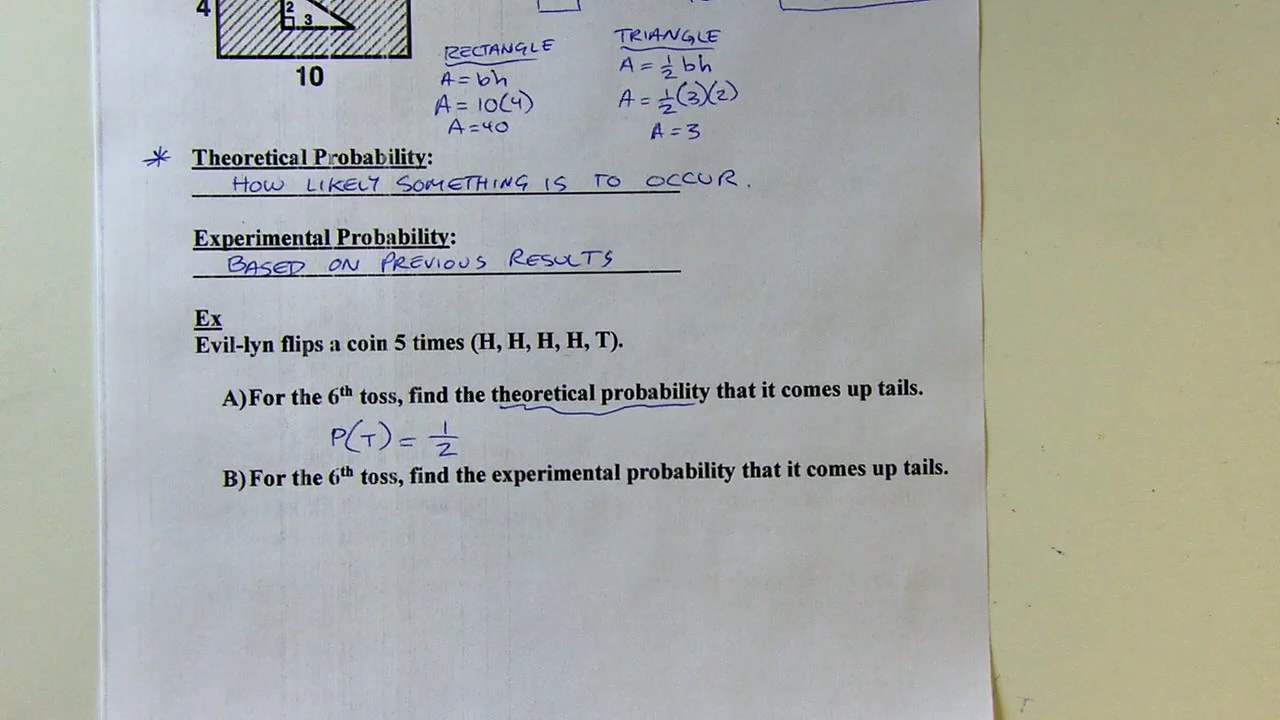 4
2
3
10
RECTANGLE
A = bh
A = 10(4)
A = 40
TRIANGLE
A = 1/2 bh
A = 1/2 (3)(2)
A = 3
* Theoretical Probability:
HOW LIKELY SOMETHING IS TO OCCUR.
Experimental Probability:
BASED ON PREVIOUS RESULTS
Ex
Evil-lyn flips a coin 5 times (H, H, H, H, T).
A) For the 6th toss, find the theoretical probability that it comes up tails.
P(T) = 1/2
B) For the 6th toss, find the experimental probability that it comes up tails.